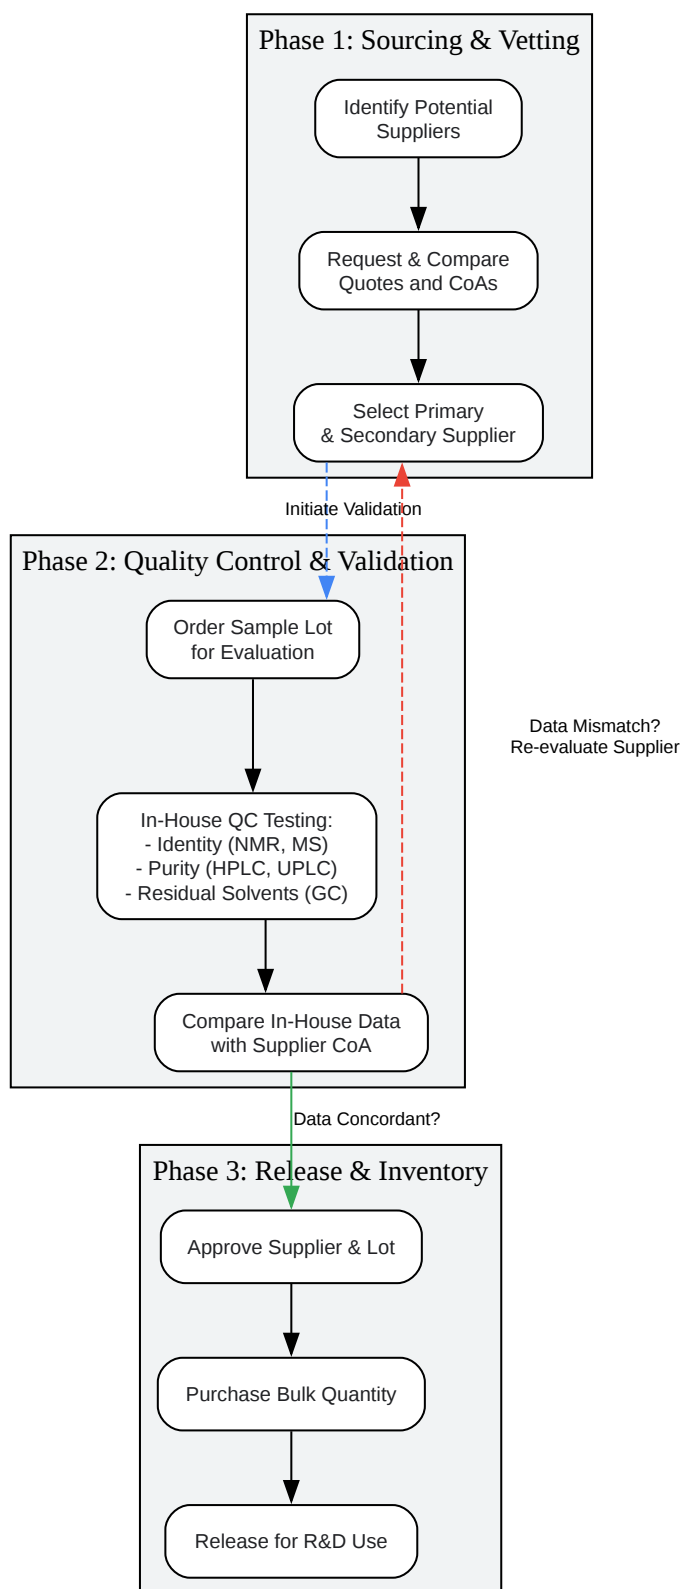 Phase 1: Sourcing & Vetting
Identify Potential
Suppliers
Request & Compare
Quotes and CoAs
Select Primary
& Secondary Supplier
Initiate Validation
Phase 2: Quality Control & Validation
Order Sample Lot
for Evaluation
Data Mismatch?
Re-evaluate Supplier
In-House QC Testing:
- Identity (NMR, MS)
- Purity (HPLC, UPLC)
- Residual Solvents (GC)
Compare In-House Data
with Supplier CoA
Data Concordant?
Phase 3: Release & Inventory
Approve Supplier & Lot
Purchase Bulk Quantity
Release for R&D Use